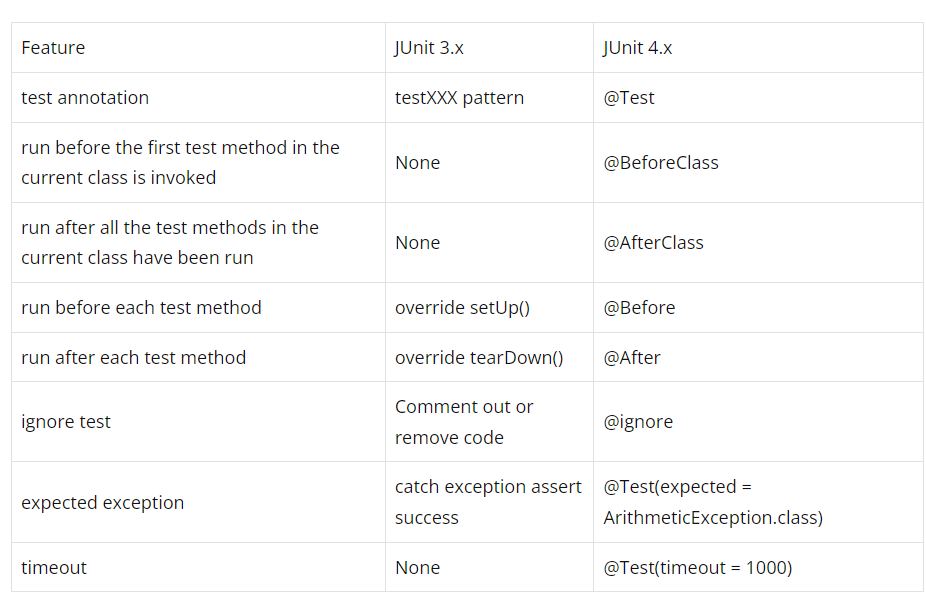 Feature JUnit 3.x JUnit 4.x
test annotation testXXX pattern @Test
run before the first test method in the
current class is invoked
None
@BeforeClass
run after all the test methods in the
current class have been run
None
@AfterClass
run before each test method override setUp() @Before
run after each test method override tearDown() @After
ignore test
Comment out or
remove code
@ignore
expected exception
catch exception assert
success
@Test(expected =
ArithmeticException.class)
timeout None @Test(timeout = 1000)